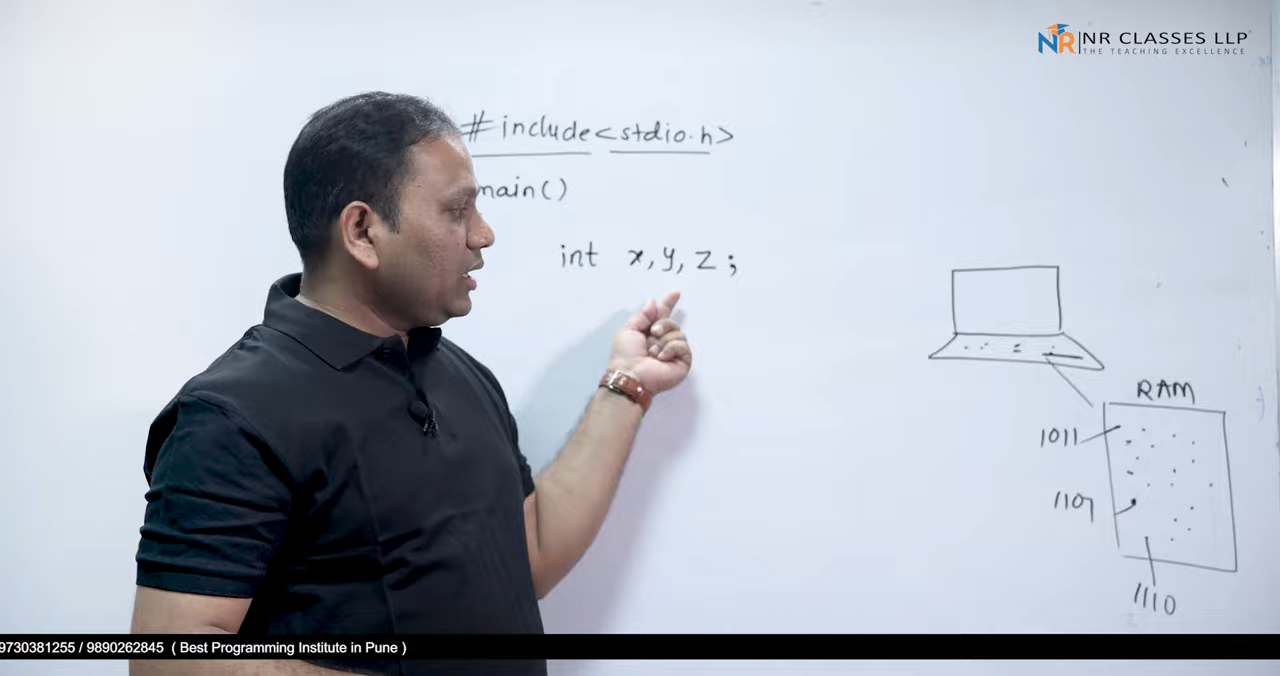 NR | NR CLASSES LLP
THE TEACHING EXCELLENCE
#include<stdio.h>
main()
int x,y,z;
RAM
1011
1107
1110
9730381255 / 9890262845 ( Best Programming Institute in Pune )